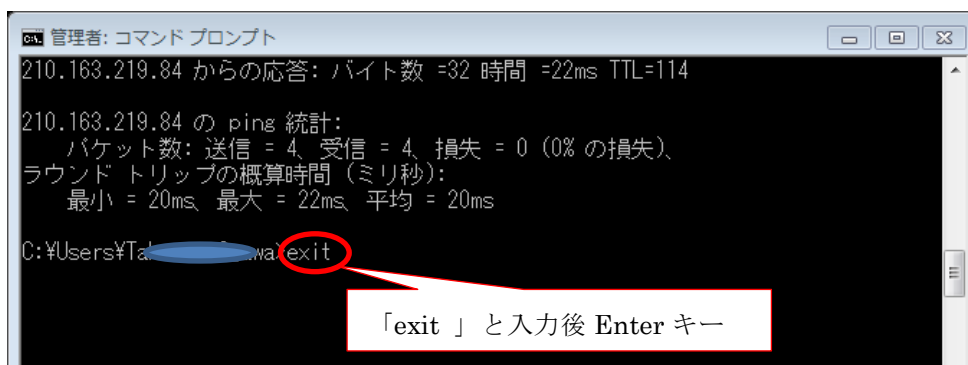 管理者: コマンド プロンプト
210.163.219.84 からの応答: バイト数 =32 時間 =22ms TTL=114
210.163.219.84 の ping 統計:
パケット数: 送信 = 4、受信 = 4、損失 = 0 (0% の損失)、
ラウンド トリップの概算時間 (ミリ秒):
最小 = 20ms、最大 = 22ms、平均 = 20ms
C:¥Users¥Ta wa>exit
「exit 」と入力後 Enter キー